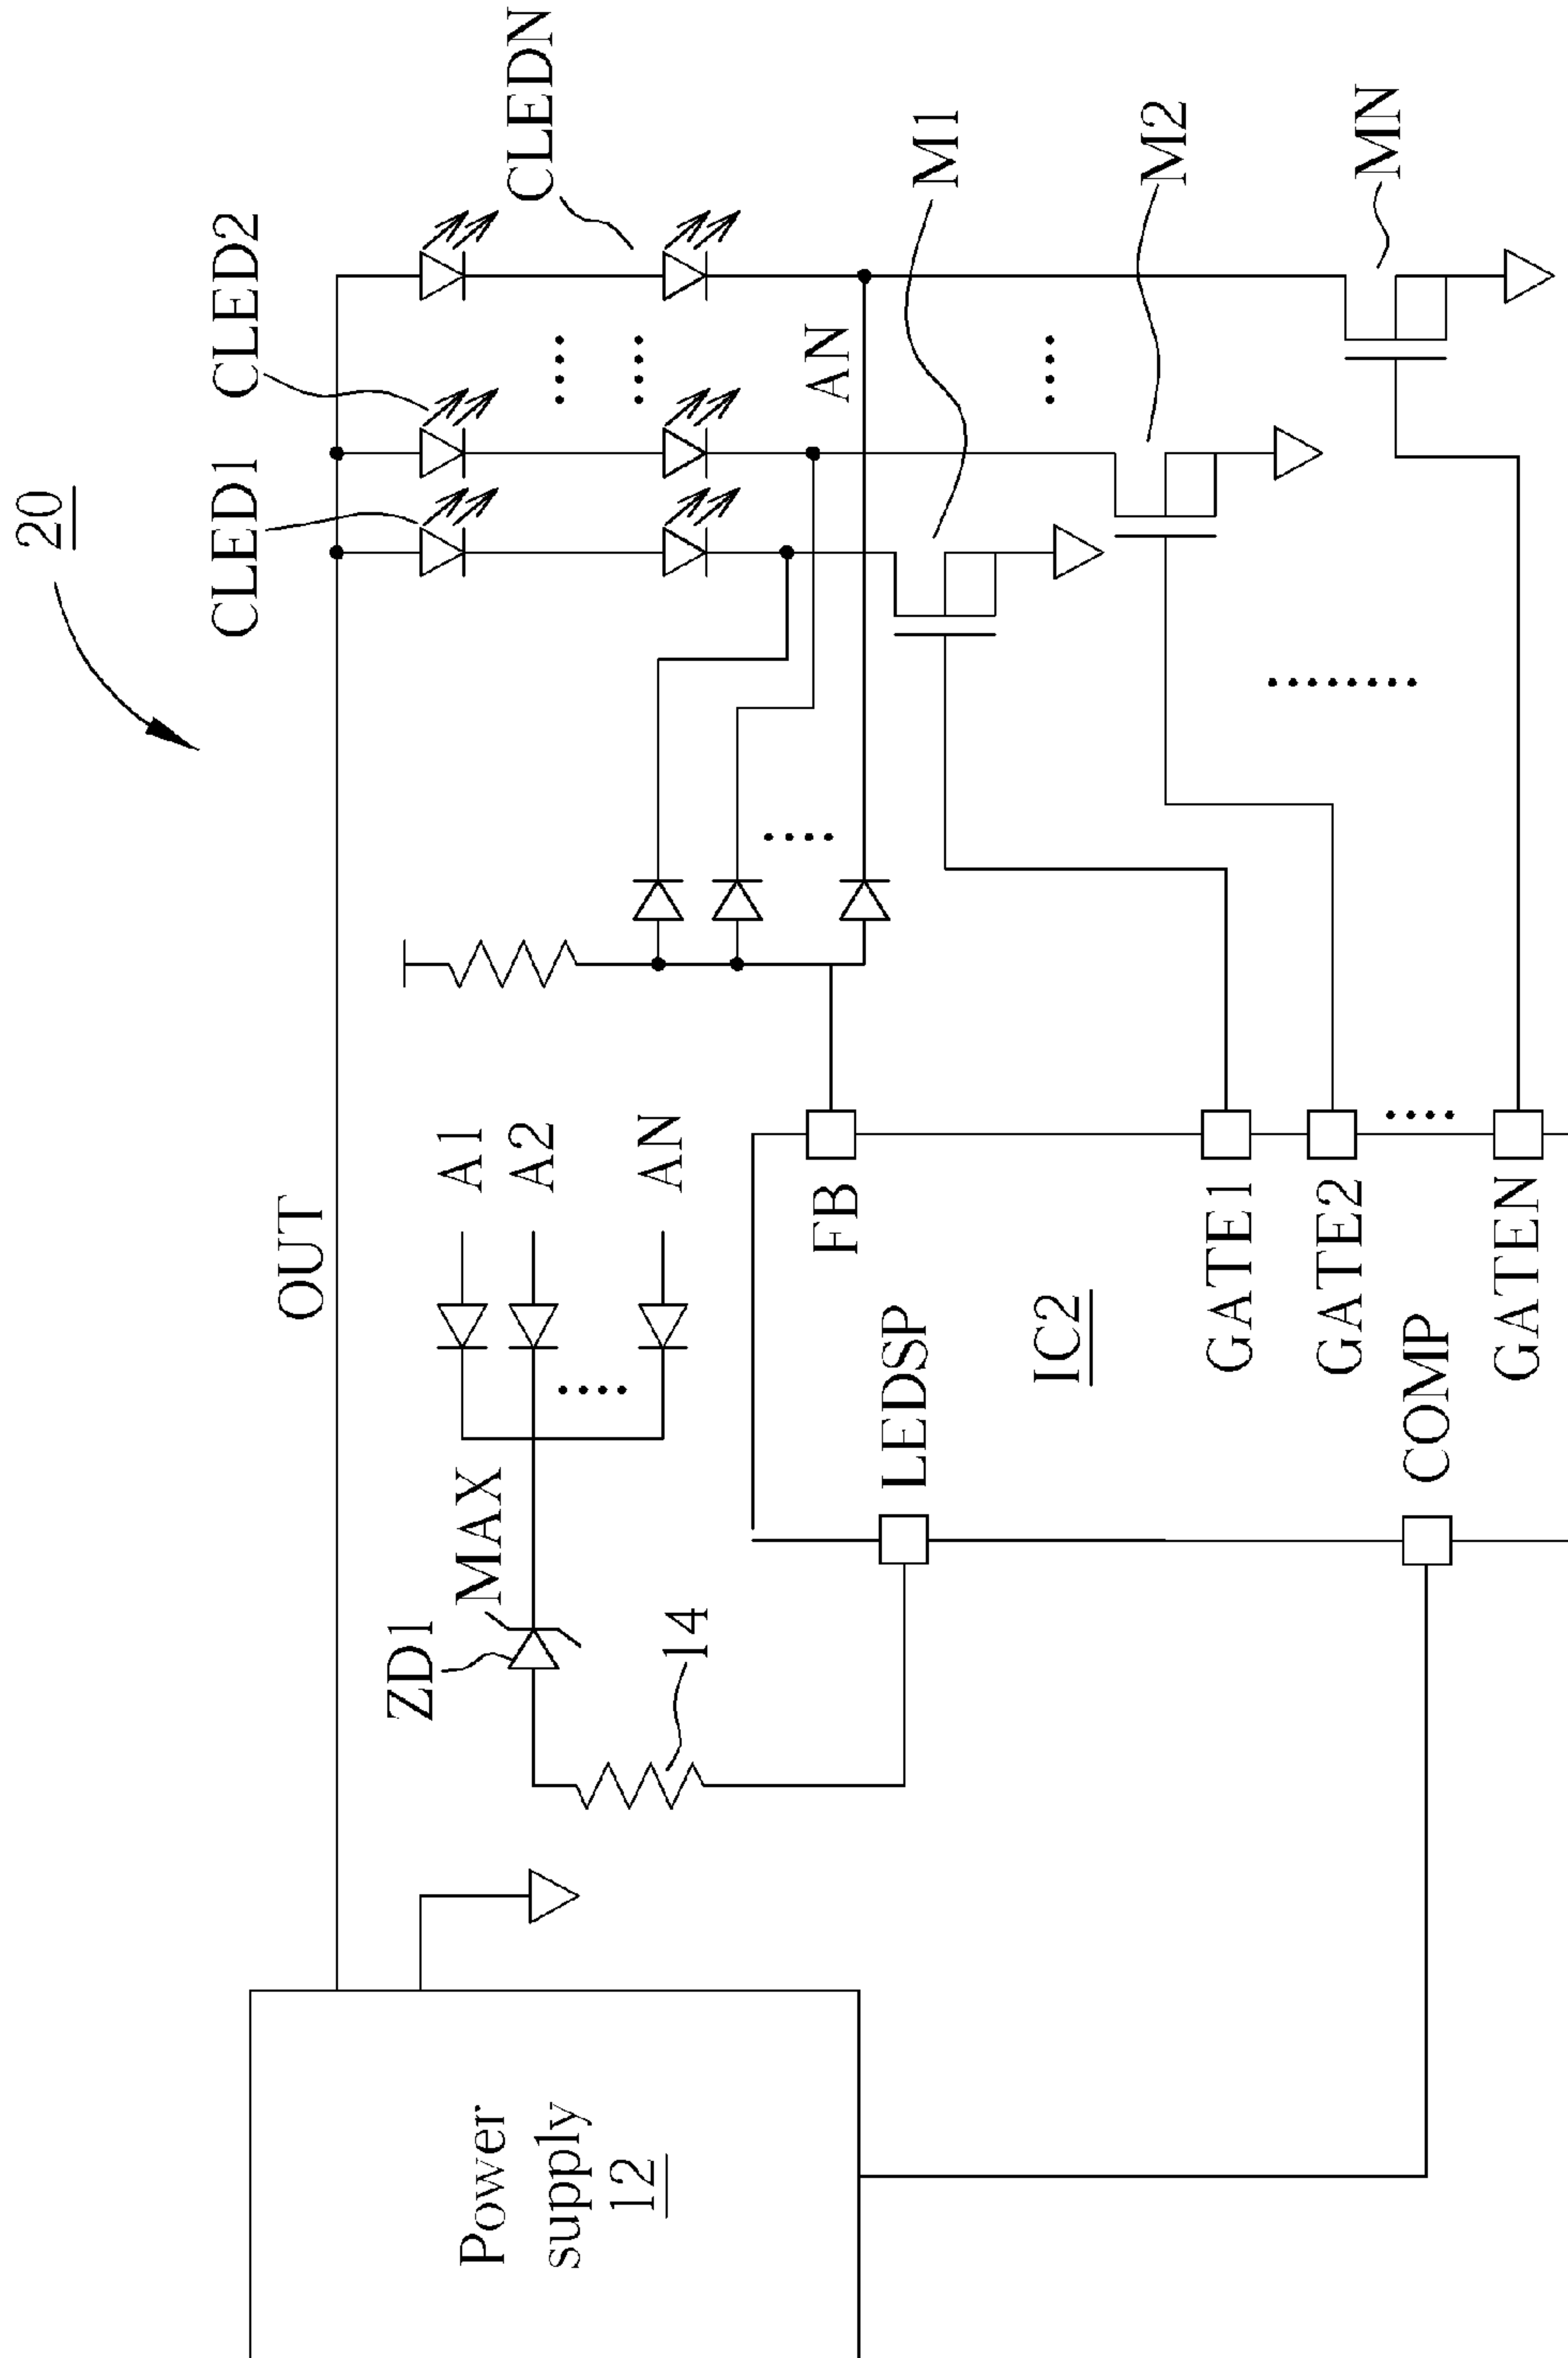 20
CLED1
CLED2
CLEDN
OUT
A1
A2
AN
MAX
ZD1
14
AN
M1
M2
MN
FB
LEDSP
IC2
GATE1
GATE2
COMP
GATEN
Power
supply
12